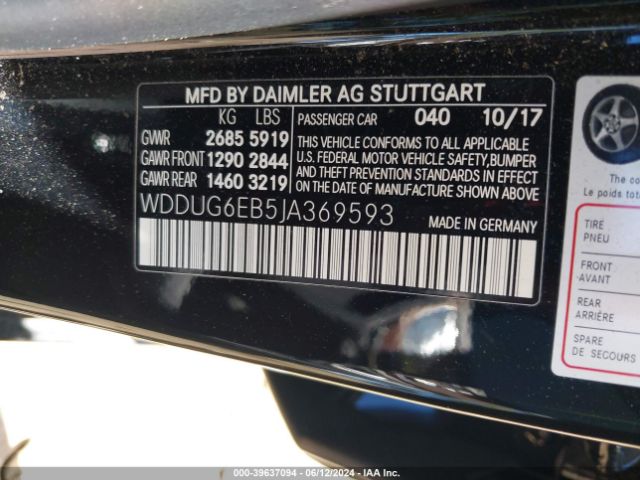 MFD BY DAIMLER AG STUTTGART
KG LBS
GVWR 2685 5919
GAWR FRONT 1290 2844
GAWR REAR 1460 3219
PASSENGER CAR 040 10/17
THIS VEHICLE CONFORMS TO ALL APPLICABLE
U.S. FEDERAL MOTOR VEHICLE SAFETY, BUMPER
AND THEFT PREVENTION STANDARDS IN
EFFECT ON DATE OF MANUFACTURE SHOWN ABOVE.
WDDUG6EB5JA369593
MADE IN GERMANY
The com
Le poids tota
TIRE
PNEU
FRONT
AVANT
REAR
ARRIÈRE
SPARE
DE SECOURS
000-39637094 - 06/12/2024 - IAA Inc.